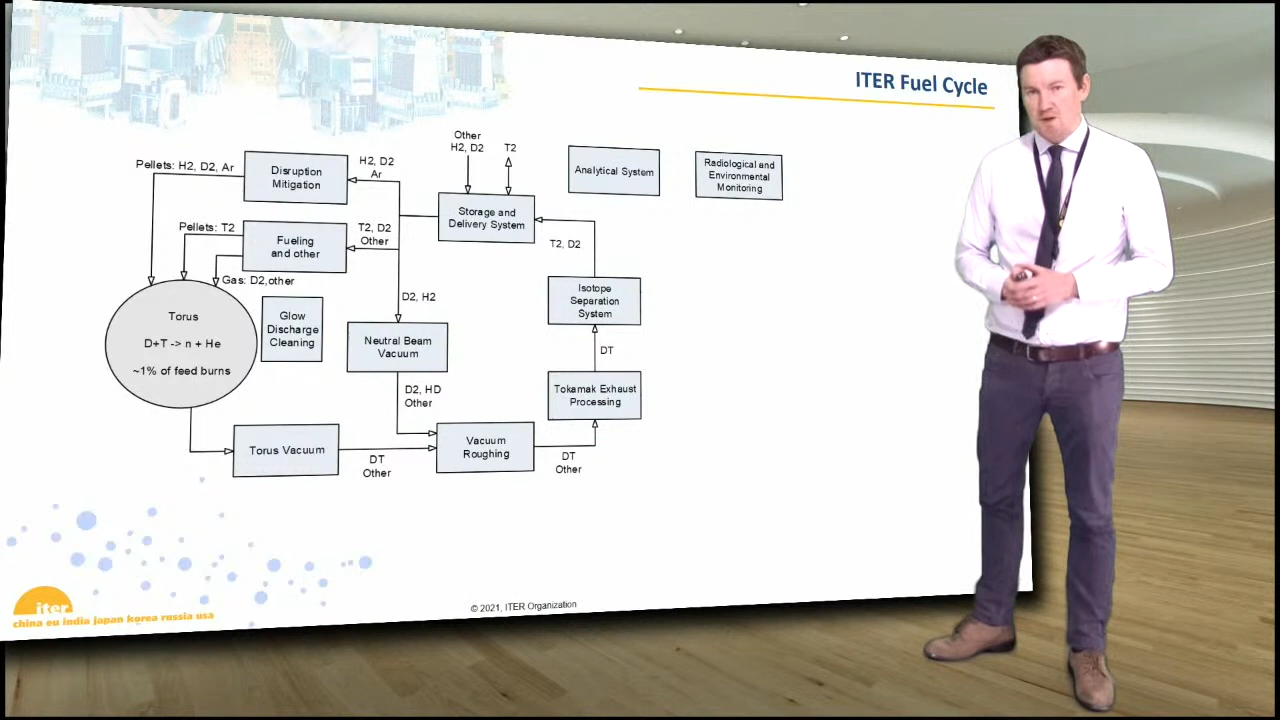 ITER Fuel Cycle
Other
H2, D2
T2
Pellets: H2, D2, Ar
Disruption
Mitigation
H2, D2
Ar
Analytical System
Radiological and
Environmental
Monitoring
Storage and
Delivery System
Pellets: T2
Fueling
and other
T2, D2
Other
T2, D2
Gas: D2,other
Torus
D+T -> n + He
~1% of feed burns
Glow
Discharge
Cleaning
D2, H2
Isotope
Separation
System
Neutral Beam
Vacuum
DT
D2, HD
Other
Tokamak Exhaust
Processing
Torus Vacuum
DT
Other
Vacuum
Roughing
DT
Other
iter
china eu india japan korea russia usa
© 2021, ITER Organization